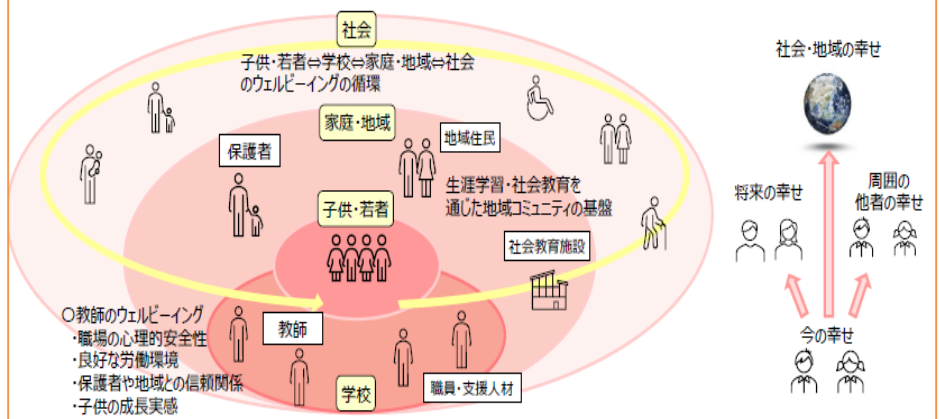 社会
子供・若者⇔学校⇔家庭・地域⇔社会
のウェルビーイングの循環
家庭・地域
地域住民
保護者
生涯学習・社会教育を
通じた地域コミュニティの基盤
子供・若者
社会教育施設
〇教師のウェルビーイング
・職場の心理的安全性
・良好な労働環境
・保護者や地域との信頼関係
・子供の成長実感
教師
職員・支援人材
学校
社会・地域の幸せ
将来の幸せ
周囲の
他者の幸せ
今の幸せ